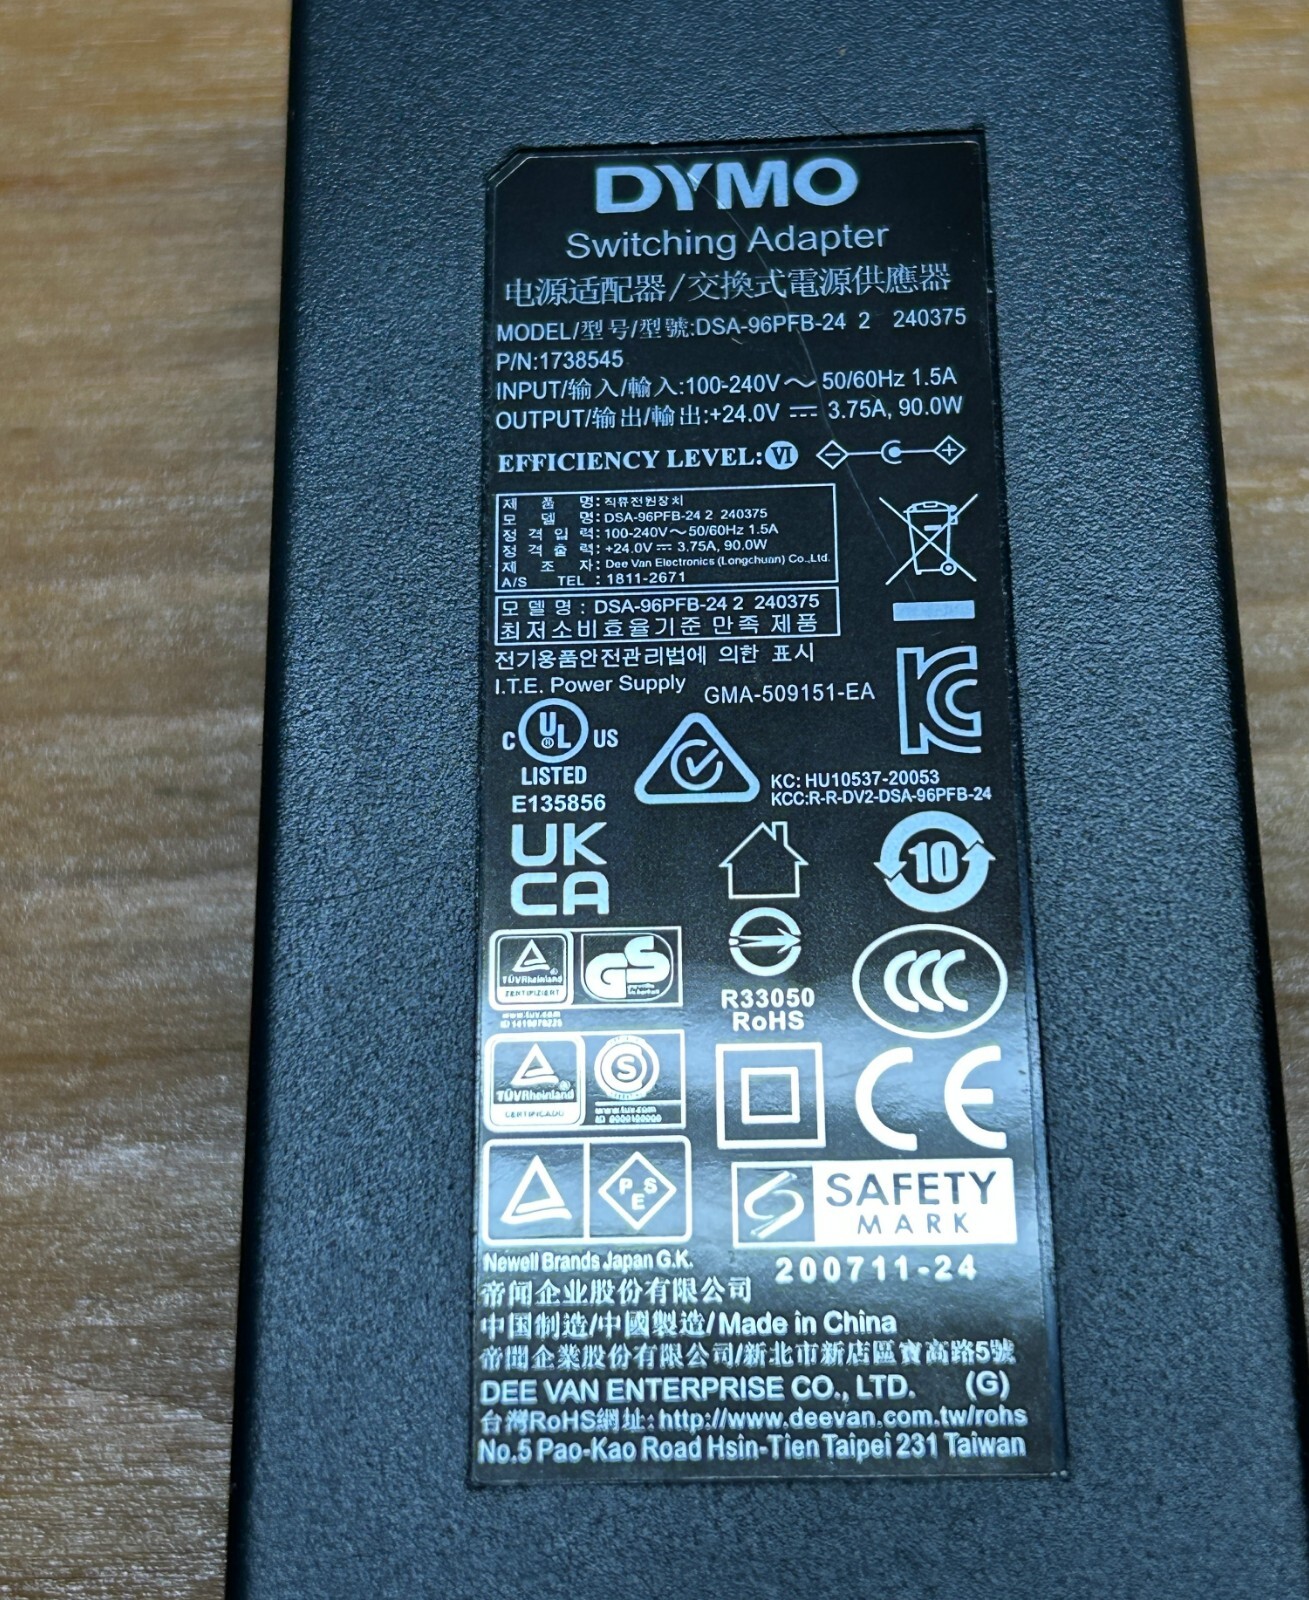 DYMO
Switching Adapter
电源适配器/交換式電源供應器
MODEL/型号/型號:DSA-96PFB-24 2 240375
P/N:1738545
INPUT/输入/輸入:100-240V～ 50/60Hz 1.5A
OUTPUT/输出/輸出:+24.0V ⎓ 3.75A, 90.0W
EFFICIENCY LEVEL:VI
제 품 명: 직류전원장치
모 델 명: DSA-96PFB-24 2 240375
정 격 입 력: 100-240V～50/60Hz 1.5A
정 격 출 력: +24.0V ⎓ 3.75A, 90.0W
제 조 자: Dee Van Electronics (Longchuan) Co.,Ltd.
A/S TEL : 1811-2671
모델명 : DSA-96PFB-24 2 240375
최저소비효율기준 만족 제품
전기용품안전관리법에 의한 표시
I.T.E. Power Supply GMA-509151-EA
C UL ® US
LISTED
E135856
KC
KC: HU10537-20053
KCC:R-R-DV2-DSA-96PFB-24
UK
CA
10
TÜVRheinland
ZERTIFIZIERT
GS
www.tuv.com
R33050
RoHS
CCC
TÜVRheinland
CERTIFICADO
S
www.tuv.com
CE
PSE
SAFETY
MARK
Newell Brands Japan G.K.
200711-24
帝闻企业股份有限公司
中国制造/中國製造/Made in China
帝聞企業股份有限公司/新北市新店區寶高路5號
DEE VAN ENTERPRISE CO., LTD. (G)
台灣RoHS網址:http://www.deevan.com.tw/rohs
No.5 Pao-Kao Road Hsin-Tien Taipei 231 Taiwan